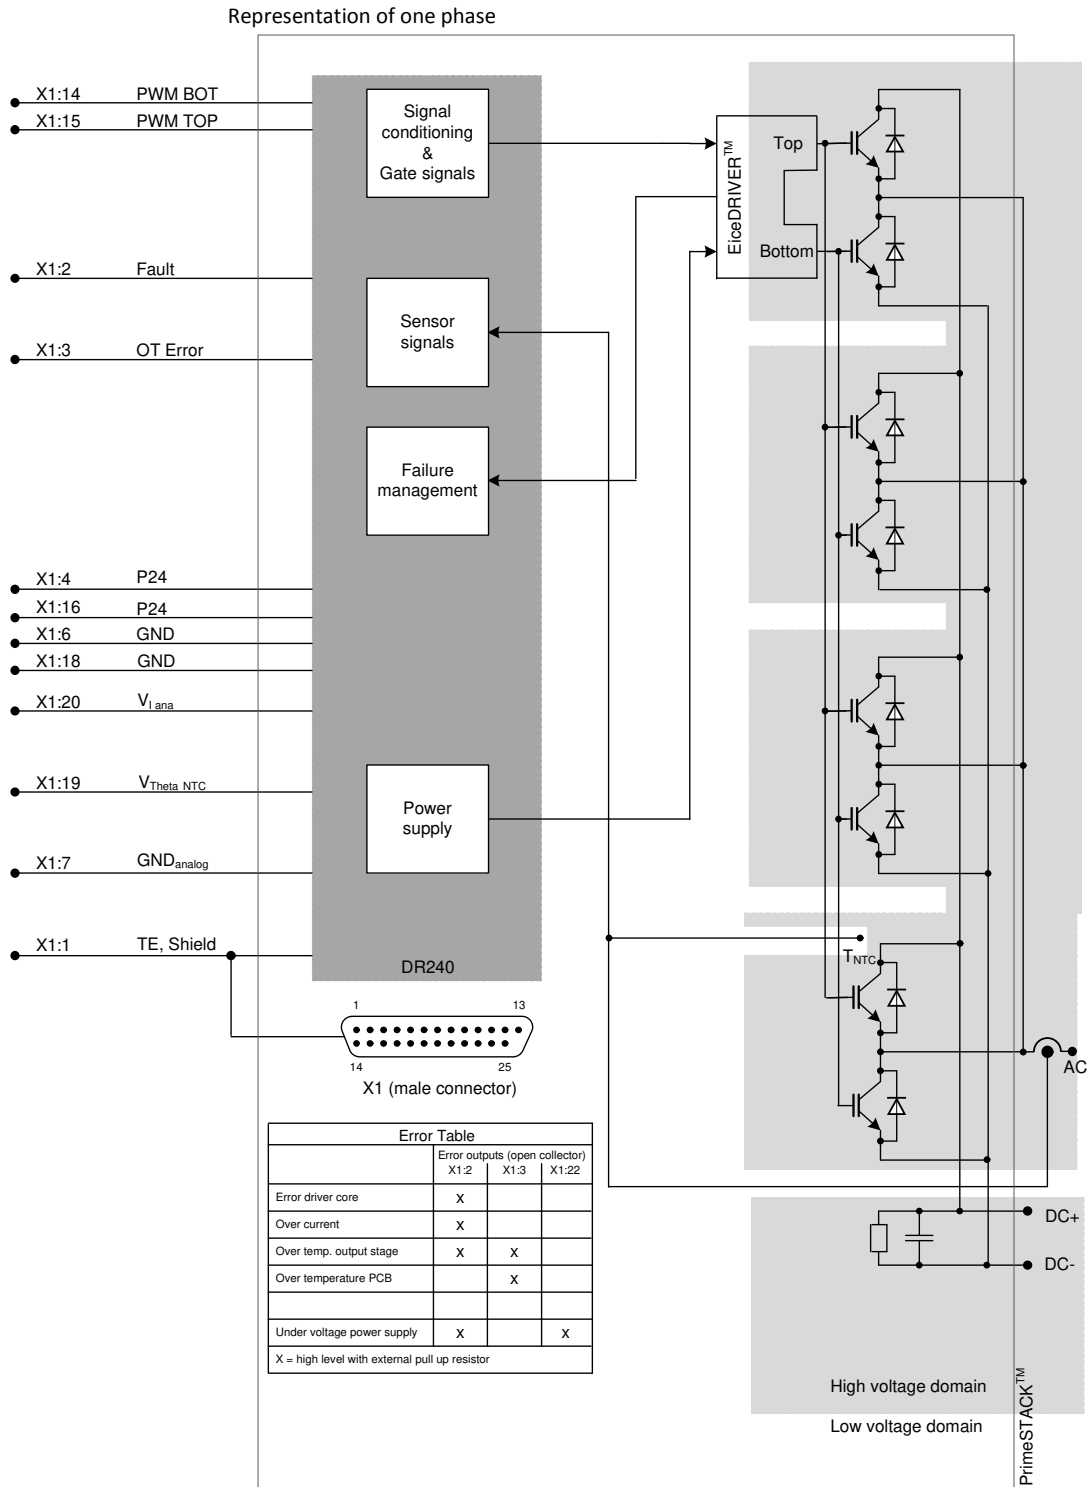 Representation of one phase
X1:14 PWM BOT
X1:15 PWM TOP
Signal
conditioning
&
Gate signals
EiceDRIVER™
Top
Bottom
X1:2 Fault
Sensor
signals
X1:3 OT Error
Failure
management
X1:4 P24
X1:16 P24
X1:6 GND
X1:18 GND
X1:20 VI ana
X1:19 VTheta NTC
Power
supply
X1:7 GNDanalog
X1:1 TE, Shield
DR240
TNTC
1 13
14 25
X1 (male connector)
AC
Error Table
Error outputs (open collector)
X1:2 X1:3 X1:22
Error driver core x
Over current x
Over temp. output stage x x
Over temperature PCB x
Under voltage power supply x x
X = high level with external pull up resistor
DC+
DC-
High voltage domain
Low voltage domain
PrimeSTACK™